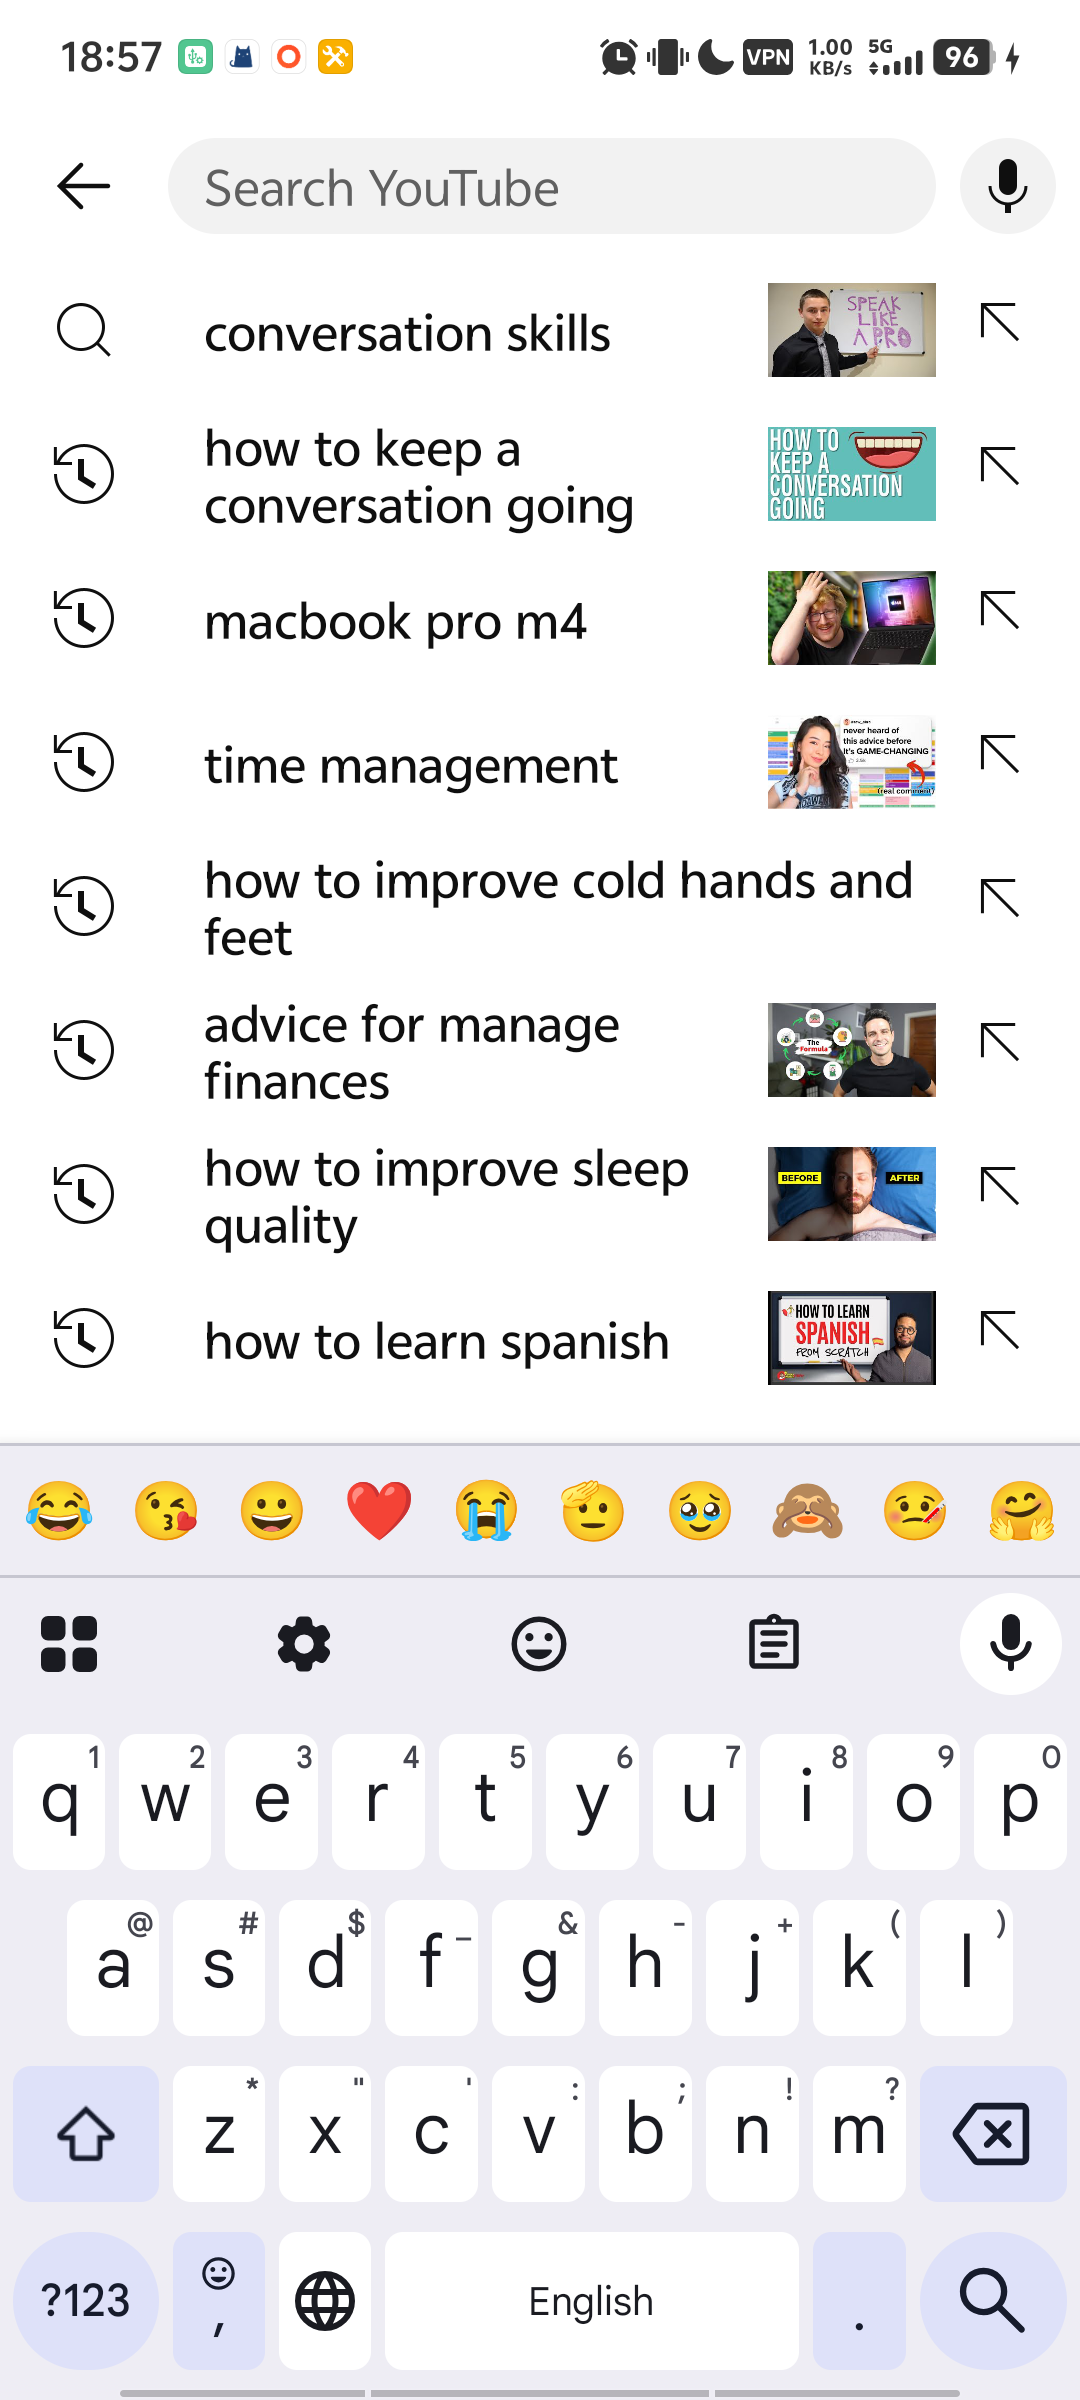 18:57
VPN
1.00
KB/s
5G
96
Search YouTube
conversation skills
SPEAK
LIKE
A PRO
how to keep a
conversation going
HOW TO
KEEP A
CONVERSATION
GOING
macbook pro m4
time management
never heard of
this advice before
it's GAME-CHANGING
(real comment)
how to improve cold hands and
feet
advice for manage
finances
The
Formula
how to improve sleep
quality
BEFORE
AFTER
how to learn spanish
HOW TO LEARN
SPANISH
FROM SCRATCH
1 2 3 4 5 6 7 8 9 0
q w e r t y u i o p
@ # $ _ & - + ( )
a s d f g h j k l
* " ' : ; ! ?
z x c v b n m
?123
,
English
.